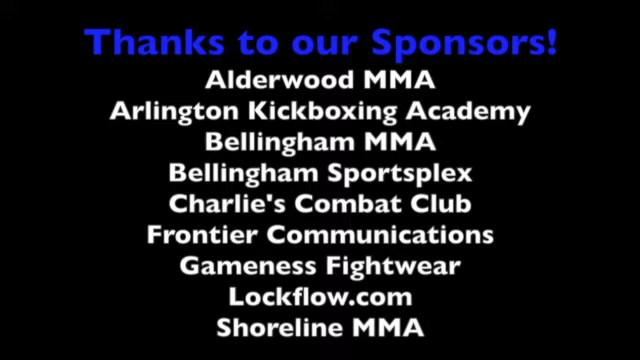 Thanks to our Sponsors!
Alderwood MMA
Arlington Kickboxing Academy
Bellingham MMA
Bellingham Sportsplex
Charlie's Combat Club
Frontier Communications
Gameness Fightwear
Lockflow.com
Shoreline MMA